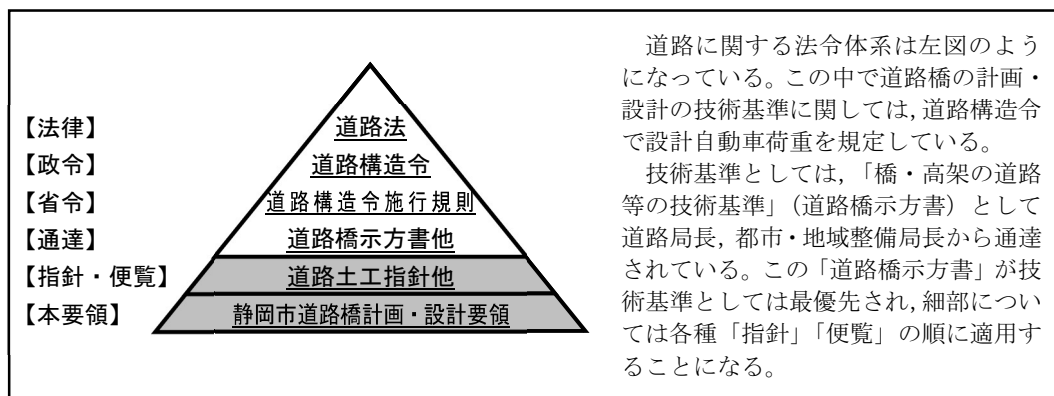 【法律】 道路法
【政令】 道路構造令
【省令】 道路構造令施行規則
【通達】 道路橋示方書他
【指針・便覧】 道路土工指針他
【本要領】 静岡市道路橋計画・設計要領
道路に関する法令体系は左図のよう
になっている。この中で道路橋の計画・
設計の技術基準に関しては，道路構造令
で設計自動車荷重を規定している。
技術基準としては，「橋・高架の道路
等の技術基準」（道路橋示方書）として
道路局長，都市・地域整備局長から通達
されている。この「道路橋示方書」が技
術基準としては最優先され，細部につい
ては各種「指針」「便覧」の順に適用す
ることになる。